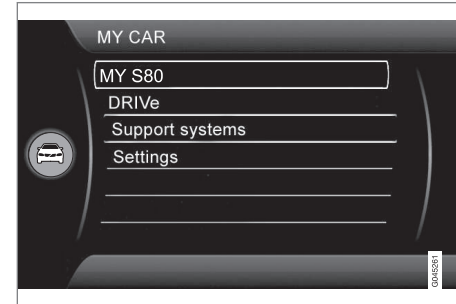 MY CAR
MY S80
DRIVe
Support systems
Settings
G045261